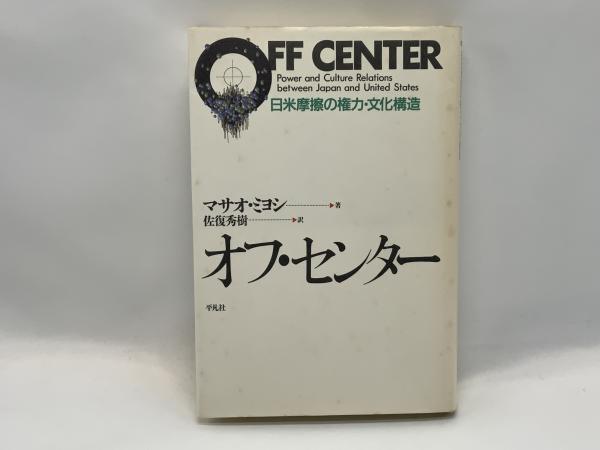 OFF CENTER
Power and Culture Relations
between Japan and United States
日米摩擦の権力・文化構造
マサオ・ミヨシ 著
佐復秀樹 訳
オフ・センター
平凡社